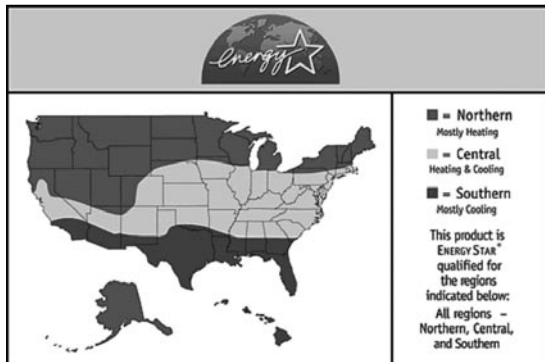 energy
= Northern
Mostly Heating
= Central
Heating & Cooling
= Southern
Mostly Cooling
This product is
ENERGY STAR®
qualified for
the regions
indicated below:
All regions –
Northern, Central,
and Southern